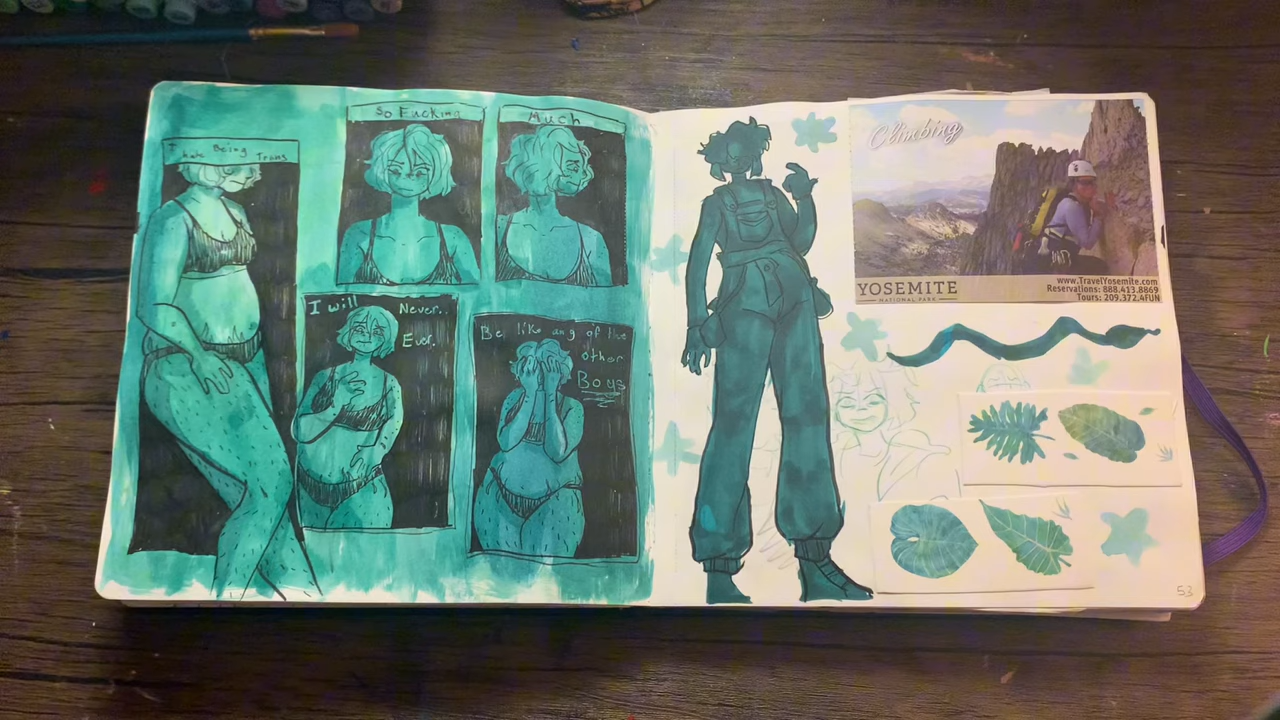 I
hate Being Trans
So Fucking
Much
I will Never..
Ever.
Be like any of the
other
Boys
Climbing
YOSEMITE
NATIONAL PARK
www.TravelYosemite.com
Reservations: 888.413.8869
Tours: 209.372.4FUN
53